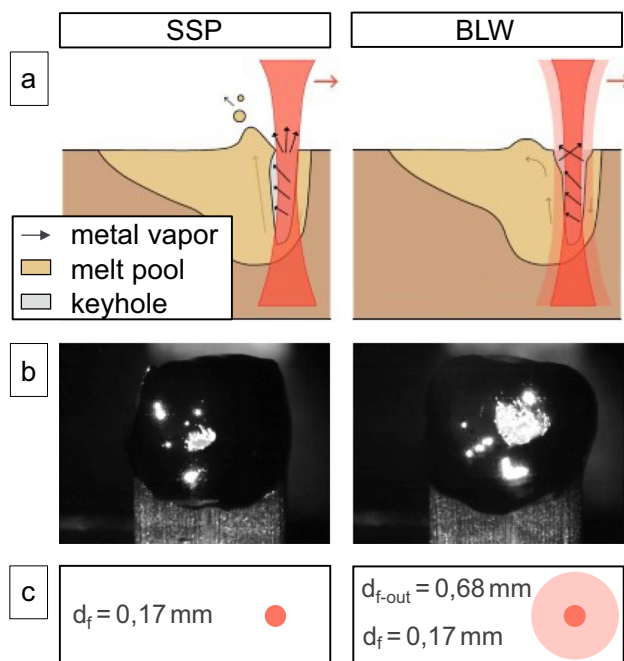 SSP
BLW
a
metal vapor
melt pool
keyhole
b
c
d_f = 0,17 mm
d_f-out = 0,68 mm
d_f = 0,17 mm